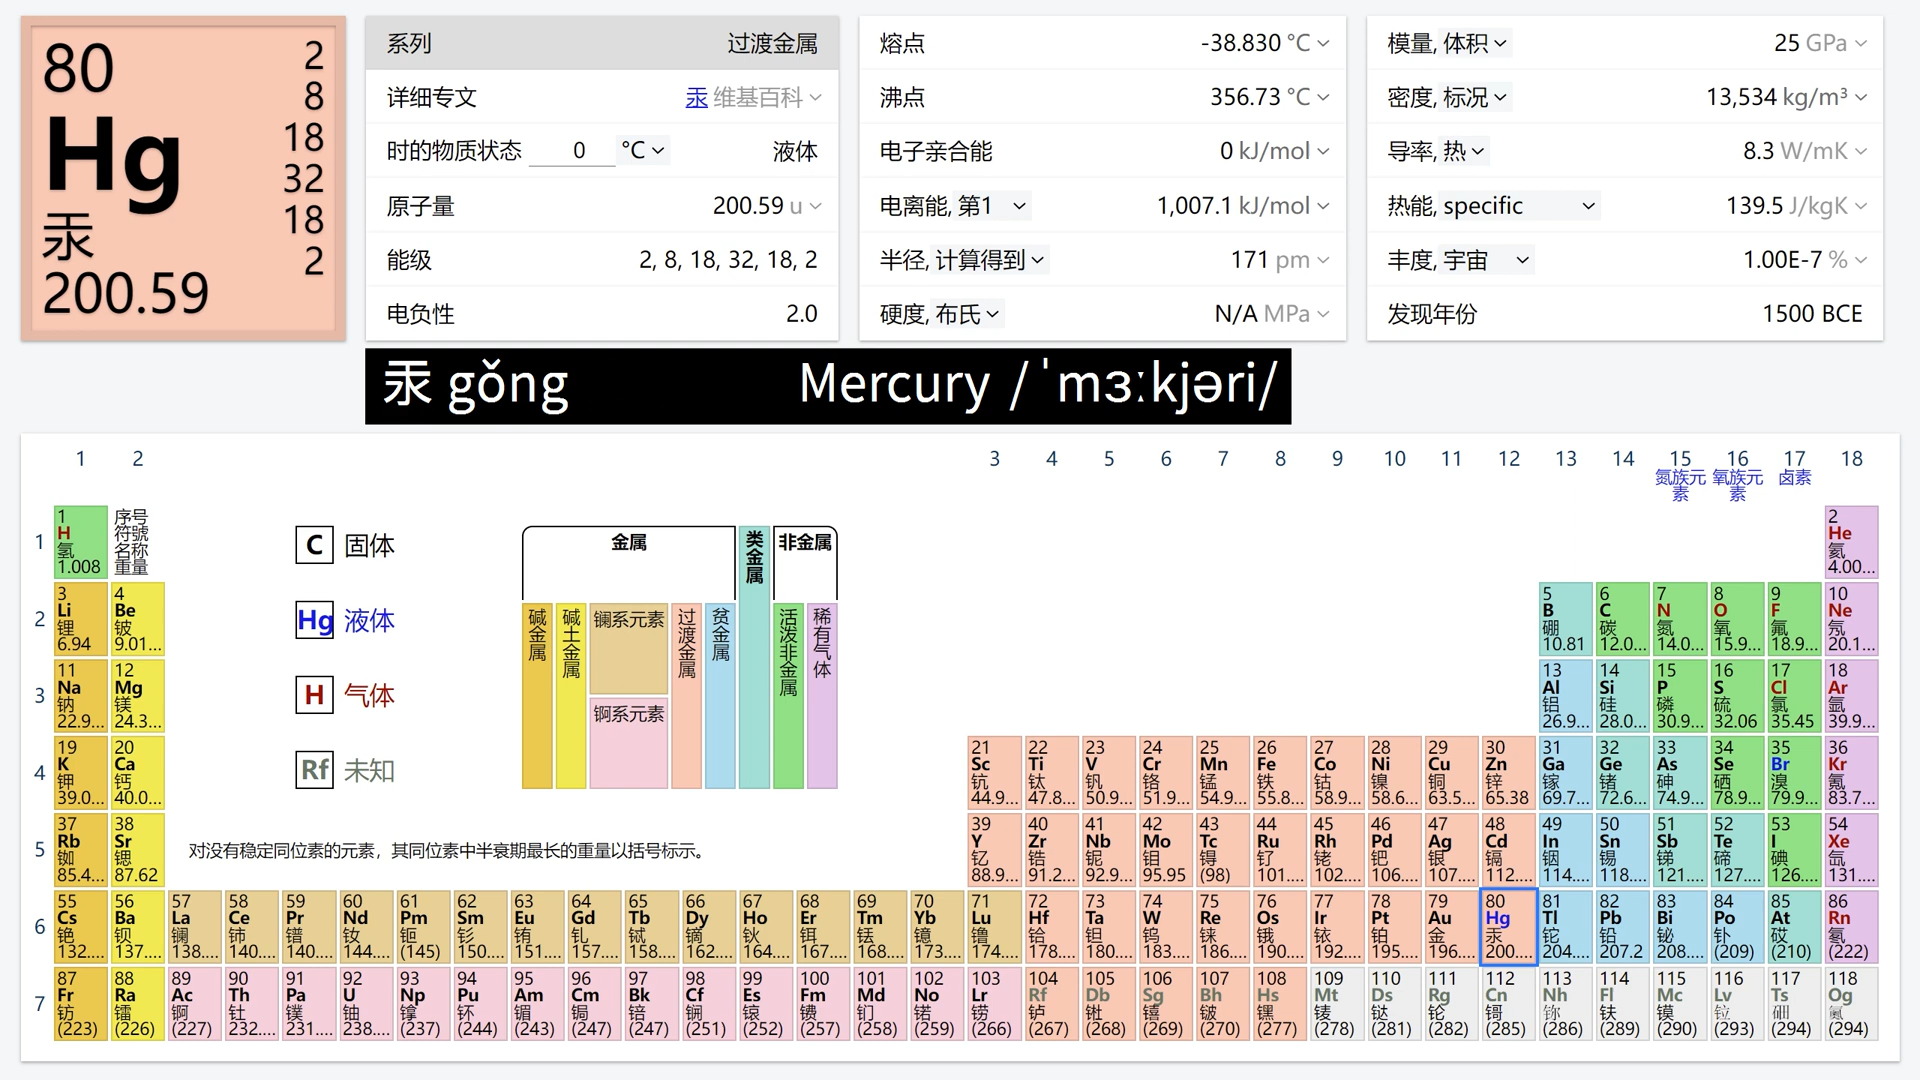 80
Hg
汞
200.59
2
8
18
32
18
2
系列 过渡金属
详细专文 汞 维基百科
时的物质状态 0 °C 液体
原子量 200.59 u
能级 2, 8, 18, 32, 18, 2
电负性 2.0
熔点 -38.830 °C
沸点 356.73 °C
电子亲合能 0 kJ/mol
电离能, 第1 1,007.1 kJ/mol
半径, 计算得到 171 pm
硬度, 布氏 N/A MPa
模量, 体积 25 GPa
密度, 标况 13,534 kg/m³
导率, 热 8.3 W/mK
热能, specific 139.5 J/kgK
丰度, 宇宙 1.00E-7 %
发现年份 1500 BCE
汞 gǒng Mercury /ˈmɜːkjəri/
1 2 3 4 5 6 7 8 9 10 11 12 13 14 15 16 17 18
氮族元素 氧族元素 卤素
序号
符號
名称
重量
C 固体
Hg 液体
H 气体
Rf 未知
金属 类金属 非金属
碱金属 碱土金属 镧系元素 锕系元素 过渡金属 贫金属 活泼非金属 稀有气体
对没有稳定同位素的元素，其同位素中半衰期最长的重量以括号标示。
1
1 H 氢 1.008
2 He 氦 4.00...
2
3 Li 锂 6.94
4 Be 铍 9.01...
5 B 硼 10.81
6 C 碳 12.0...
7 N 氮 14.0...
8 O 氧 15.9...
9 F 氟 18.9...
10 Ne 氖 20.1...
3
11 Na 钠 22.9...
12 Mg 镁 24.3...
13 Al 铝 26.9...
14 Si 硅 28.0...
15 P 磷 30.9...
16 S 硫 32.06
17 Cl 氯 35.45
18 Ar 氩 39.9...
4
19 K 钾 39.0...
20 Ca 钙 40.0...
21 Sc 钪 44.9...
22 Ti 钛 47.8...
23 V 钒 50.9...
24 Cr 铬 51.9...
25 Mn 锰 54.9...
26 Fe 铁 55.8...
27 Co 钴 58.9...
28 Ni 镍 58.6...
29 Cu 铜 63.5...
30 Zn 锌 65.38
31 Ga 镓 69.7...
32 Ge 锗 72.6...
33 As 砷 74.9...
34 Se 硒 78.9...
35 Br 溴 79.9...
36 Kr 氪 83.7...
5
37 Rb 铷 85.4...
38 Sr 锶 87.62
39 Y 钇 88.9...
40 Zr 锆 91.2...
41 Nb 铌 92.9...
42 Mo 钼 95.95
43 Tc 锝 (98)
44 Ru 钌 101....
45 Rh 铑 102....
46 Pd 钯 106....
47 Ag 银 107....
48 Cd 镉 112....
49 In 铟 114....
50 Sn 锡 118....
51 Sb 锑 121....
52 Te 碲 127....
53 I 碘 126....
54 Xe 氙 131....
6
55 Cs 铯 132....
56 Ba 钡 137....
57 La 镧 138....
58 Ce 铈 140....
59 Pr 镨 140....
60 Nd 钕 144....
61 Pm 钷 (145)
62 Sm 钐 150....
63 Eu 铕 151....
64 Gd 钆 157....
65 Tb 铽 158....
66 Dy 镝 162....
67 Ho 钬 164....
68 Er 铒 167....
69 Tm 铥 168....
70 Yb 镱 173....
71 Lu 镥 174....
72 Hf 铪 178....
73 Ta 钽 180....
74 W 钨 183....
75 Re 铼 186....
76 Os 锇 190....
77 Ir 铱 192....
78 Pt 铂 195....
79 Au 金 196....
80 Hg 汞 200....
81 Tl 铊 204....
82 Pb 铅 207.2
83 Bi 铋 208....
84 Po 钋 (209)
85 At 砹 (210)
86 Rn 氡 (222)
7
87 Fr 钫 (223)
88 Ra 镭 (226)
89 Ac 锕 (227)
90 Th 钍 232....
91 Pa 镤 231....
92 U 铀 238....
93 Np 镎 (237)
94 Pu 钚 (244)
95 Am 镅 (243)
96 Cm 锔 (247)
97 Bk 锫 (247)
98 Cf 锎 (251)
99 Es 锿 (252)
100 Fm 镄 (257)
101 Md 钔 (258)
102 No 锘 (259)
103 Lr 铹 (266)
104 Rf 𬬻 (267)
105 Db 𬭊 (268)
106 Sg 𬭳 (269)
107 Bh 𬭛 (270)
108 Hs 𬭶 (277)
109 Mt 鿏 (278)
110 Ds 𫟼 (281)
111 Rg 𬬭 (282)
112 Cn 鿔 (285)
113 Nh 鿭 (286)
114 Fl 𫓧 (289)
115 Mc 镆 (290)
116 Lv 𫟷 (293)
117 Ts 鿬 (294)
118 Og 鿫 (294)